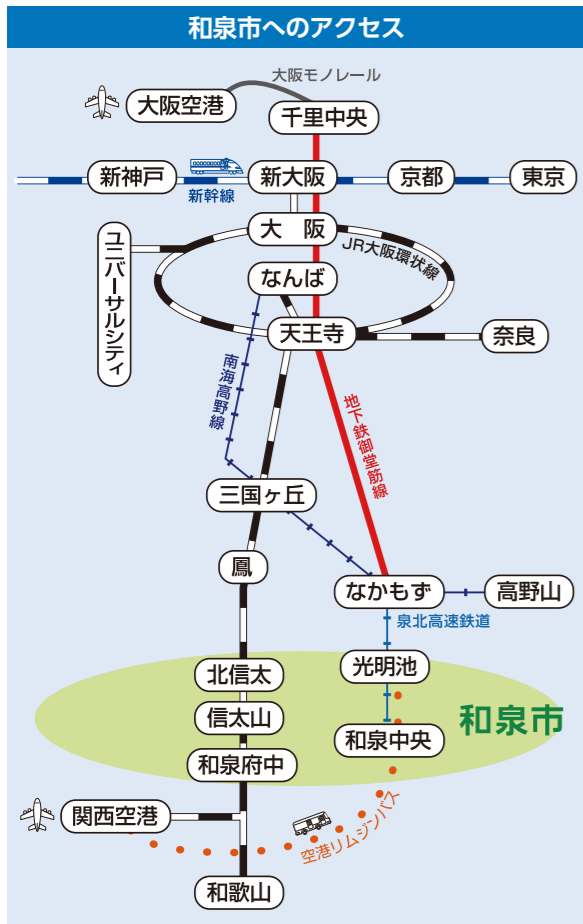 和泉市へのアクセス
大阪モノレール
大阪空港
千里中央
新神戸
新大阪
京都
東京
新幹線
大　阪
ユニバーサルシティ
JR大阪環状線
なんば
天王寺
奈良
南海高野線
地下鉄御堂筋線
三国ヶ丘
鳳
なかもず
高野山
泉北高速鉄道
北信太
光明池
信太山
和泉市
和泉中央
和泉府中
関西空港
空港リムジンバス
和歌山